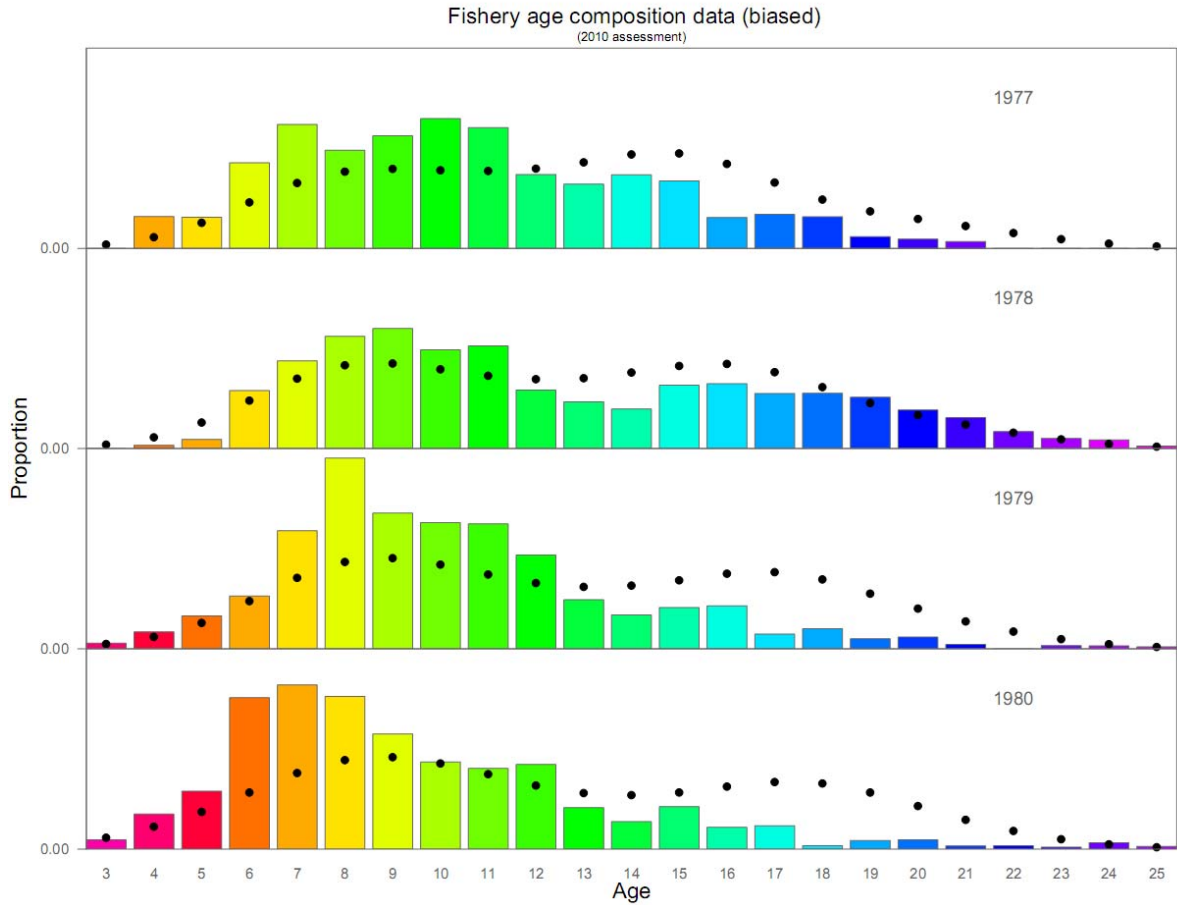 Fishery age composition data (biased)
(2010 assessment)
1977
0.00
1978
0.00
Proportion
1979
0.00
1980
0.00
3 4 5 6 7 8 9 10 11 12 13 14 15 16 17 18 19 20 21 22 23 24 25
Age